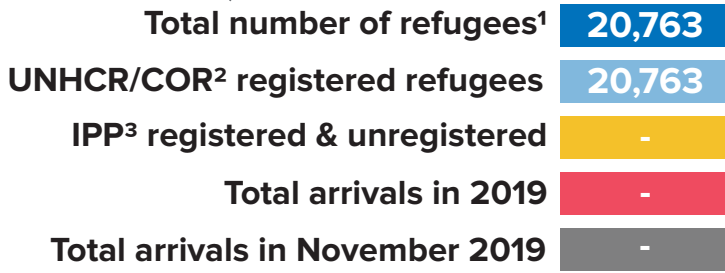 Total number of refugees¹ 20,763
UNHCR/COR² registered refugees 20,763
IPP³ registered & unregistered -
Total arrivals in 2019 -
Total arrivals in November 2019 -